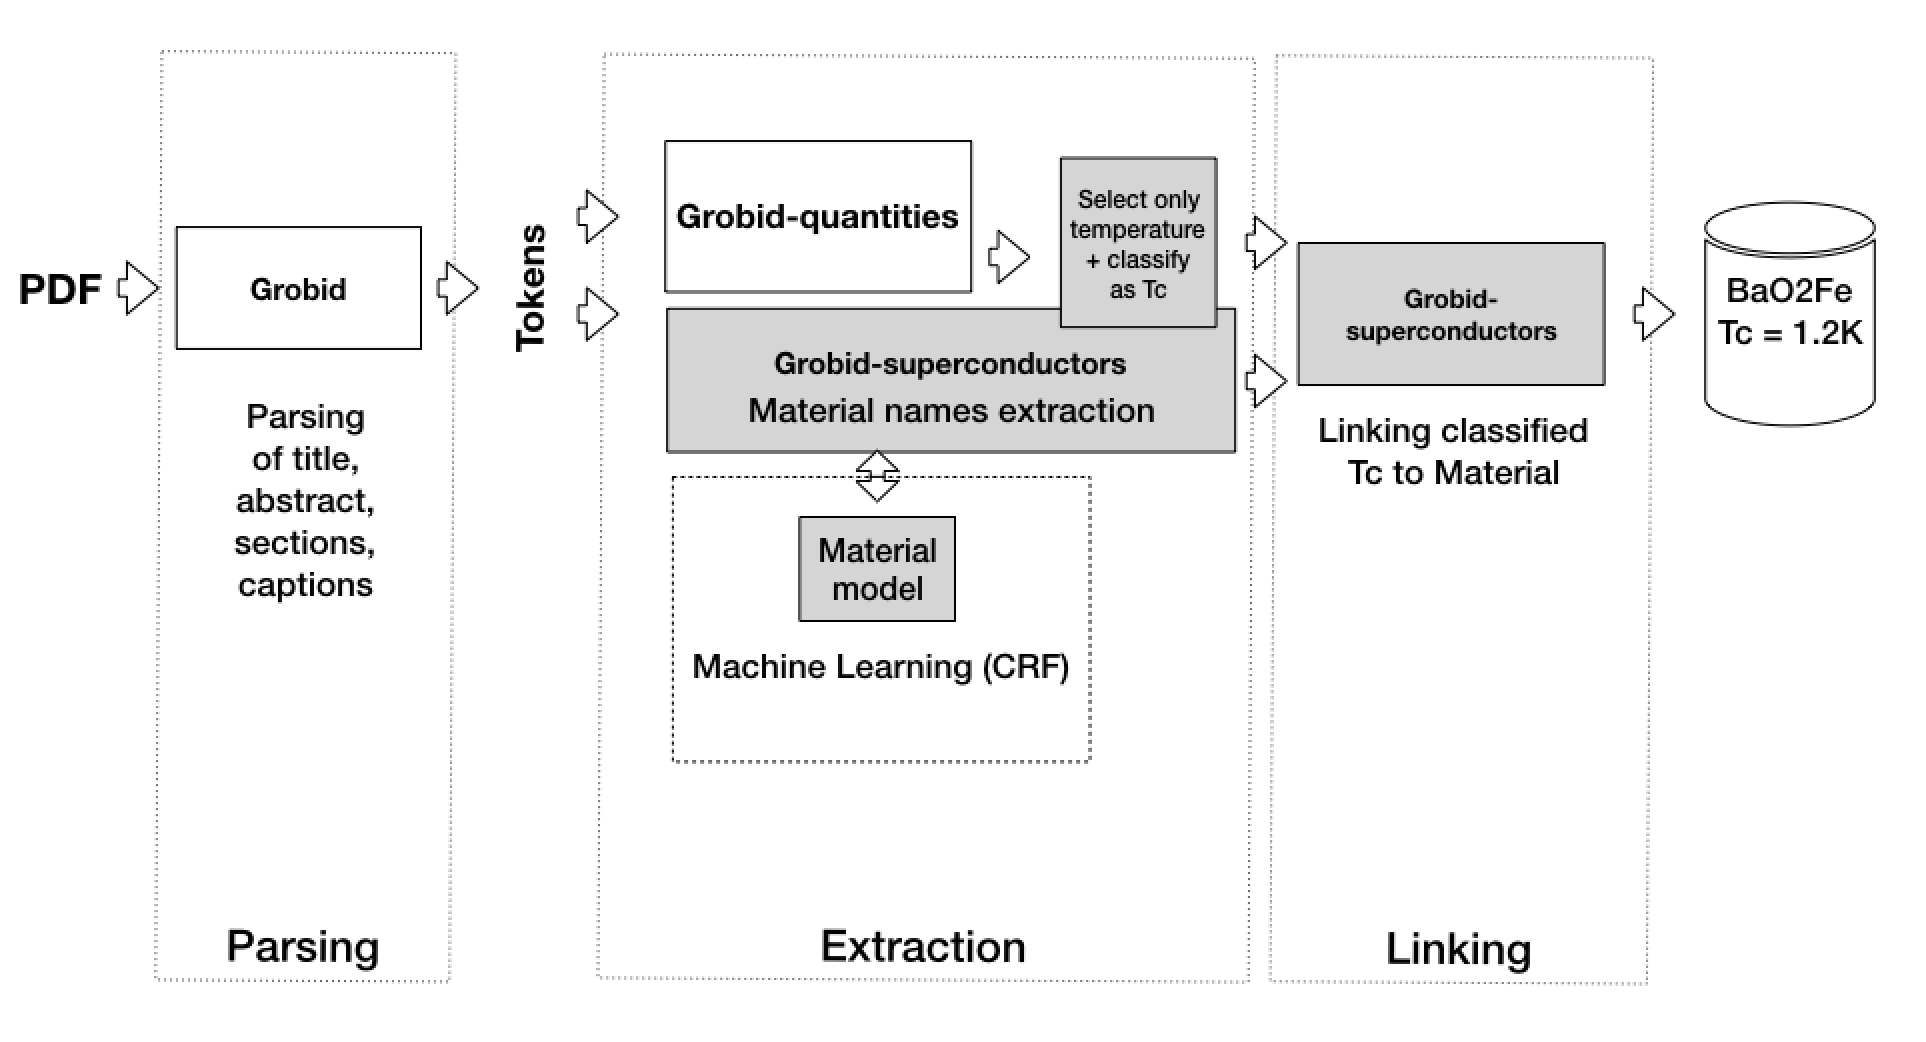 PDF
Grobid
Parsing
of title,
abstract,
sections,
captions
Parsing
Tokens
Grobid-quantities
Select only
temperature
+ classify
as Tc
Grobid-superconductors
Material names extraction
Material
model
Machine Learning (CRF)
Extraction
Grobid-
superconductors
Linking classified
Tc to Material
Linking
BaO2Fe
Tc = 1.2K